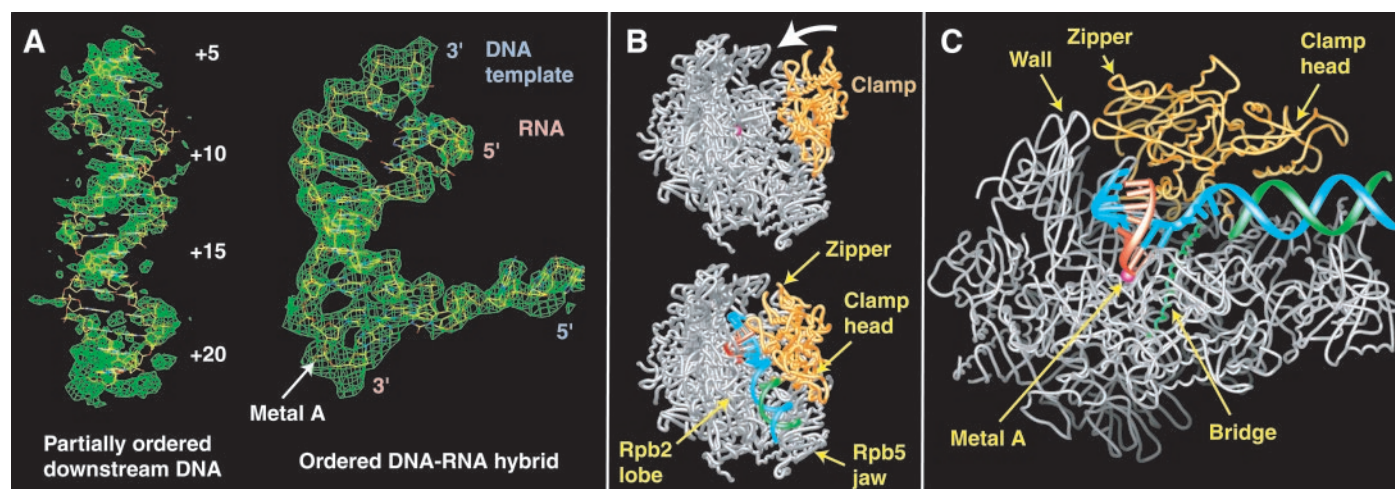 A
+5
+10
+15
+20
Partially ordered
downstream DNA
3'
DNA
template
RNA
5'
5'
3'
Metal A
Ordered DNA-RNA hybrid
B
Clamp
Zipper
Clamp
head
Rpb2
lobe
Rpb5
jaw
C
Zipper
Wall
Clamp
head
Metal A
Bridge